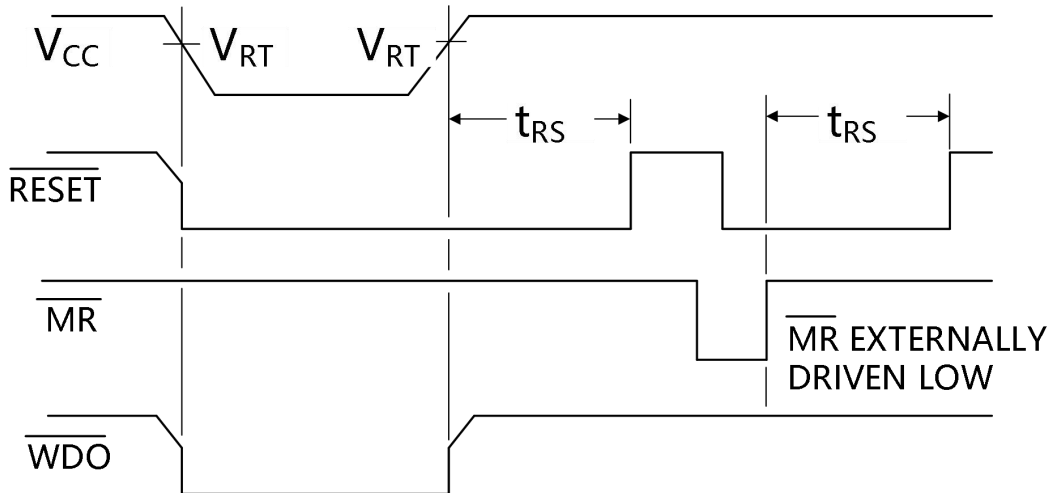 VCC VRT VRT
tRS tRS
RESET
MR
MR EXTERNALLY
DRIVEN LOW
WDO